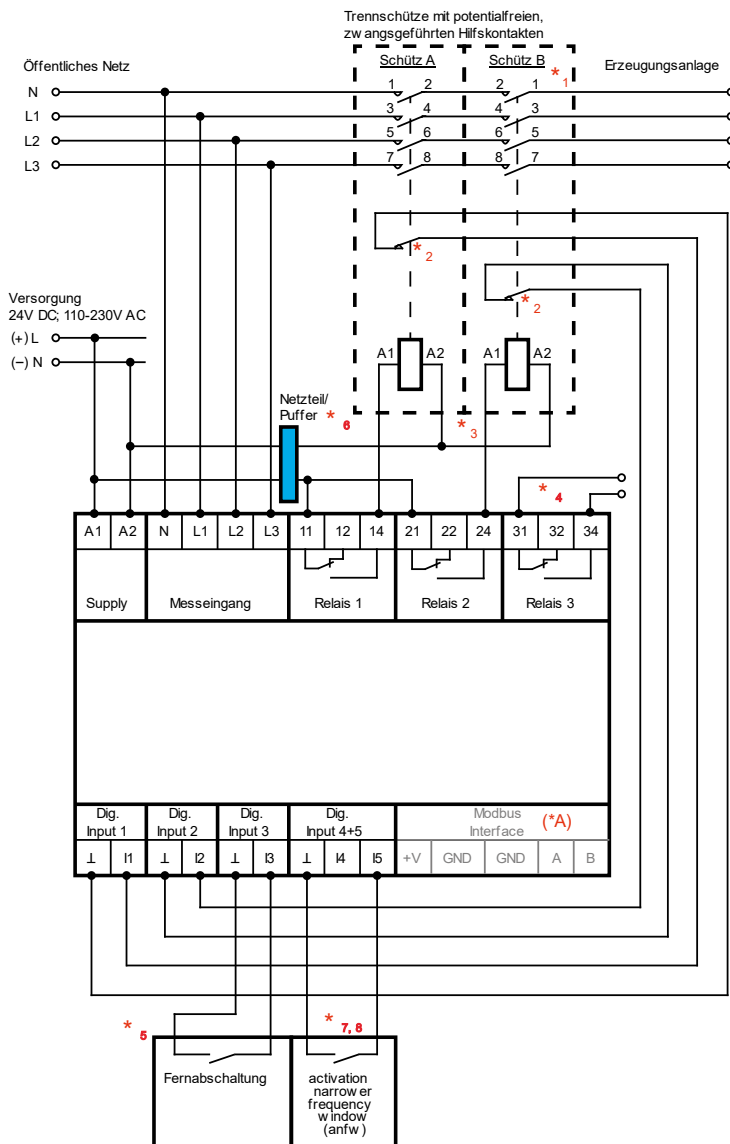 Trennschütze mit potentialfreien,
zwangsgeführten Hilfskontakten
Schütz A
Schütz B
*1
Öffentliches Netz
Erzeugungsanlage
N
1 2
2 1
L1
3 4
4 3
L2
5 6
6 5
L3
7 8
8 7
*2
*2
Versorgung
24V DC; 110-230V AC
(+) L
(−) N
A1 A2
A1 A2
Netzteil/
Puffer *6
*3
*4
A1 A2 N L1 L2 L3 11 12 14 21 22 24 31 32 34
Supply Messeingang Relais 1 Relais 2 Relais 3
Dig.
Input 1
Dig.
Input 2
Dig.
Input 3
Dig.
Input 4+5
Modbus
Interface
(*A)
⊥ I1 ⊥ I2 ⊥ I3 ⊥ I4 I5 +V GND GND A B
*5
*7, 8
Fernabschaltung
activation
narrower
frequency
window
(anfw)